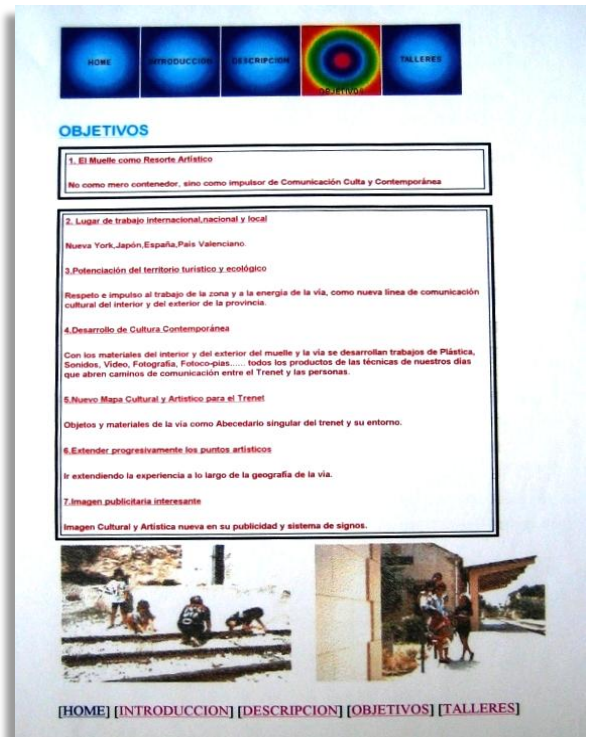 HOME INTRODUCCION DESCRIPCION OBJETIVOS TALLERES
OBJETIVOS
1. El Muelle como Resorte Artístico
No como mero contenedor, sino como impulsor de Comunicación Culta y Contemporánea
2. Lugar de trabajo internacional,nacional y local
Nueva York,Japón,España,País Valenciano.
3.Potenciación del territorio turístico y ecológico
Respeto e impulso al trabajo de la zona y a la energía de la vía, como nueva línea de comunicación
cultural del interior y del exterior de la provincia.
4.Desarrollo de Cultura Contemporánea
Con los materiales del interior y del exterior del muelle y la vía se desarrollan trabajos de Plástica,
Sonidos, Video, Fotografía, Fotoco-pias...... todos los productos de las técnicas de nuestros días
que abren caminos de comunicación entre el Trenet y las personas.
5.Nuevo Mapa Cultural y Artístico para el Trenet
Objetos y materiales de la vía como Abecedario singular del trenet y su entorno.
6.Extender progresivamente los puntos artísticos
Ir extendiendo la experiencia a lo largo de la geografía de la vía.
7.Imagen publicitaria interesante
Imagen Cultural y Artística nueva en su publicidad y sistema de signos.
[HOME] [INTRODUCCION] [DESCRIPCION] [OBJETIVOS] [TALLERES]